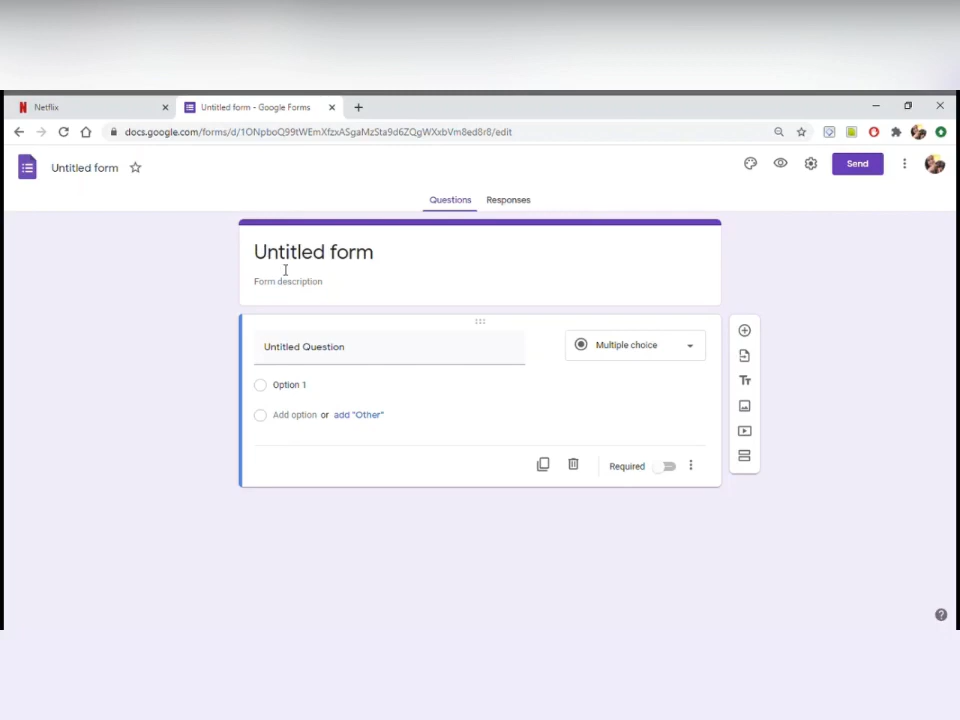 Netflix
Untitled form - Google Forms
docs.google.com/forms/d/1ONpboQ99tWEmXfzxASgaMzSta9d6ZQgWXxbVm8ed8r8/edit
Untitled form
Send
Questions
Responses
Untitled form
Form description
Untitled Question
Multiple choice
Option 1
Add option or add "Other"
Required